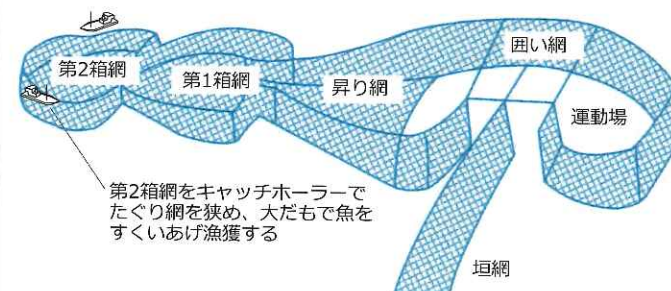 第2箱網
第1箱網
昇り網
囲い網
運動場
第2箱網をキャッチホーラーで
たぐり網を狭め、大だもで魚を
すくいあげ漁獲する
垣網